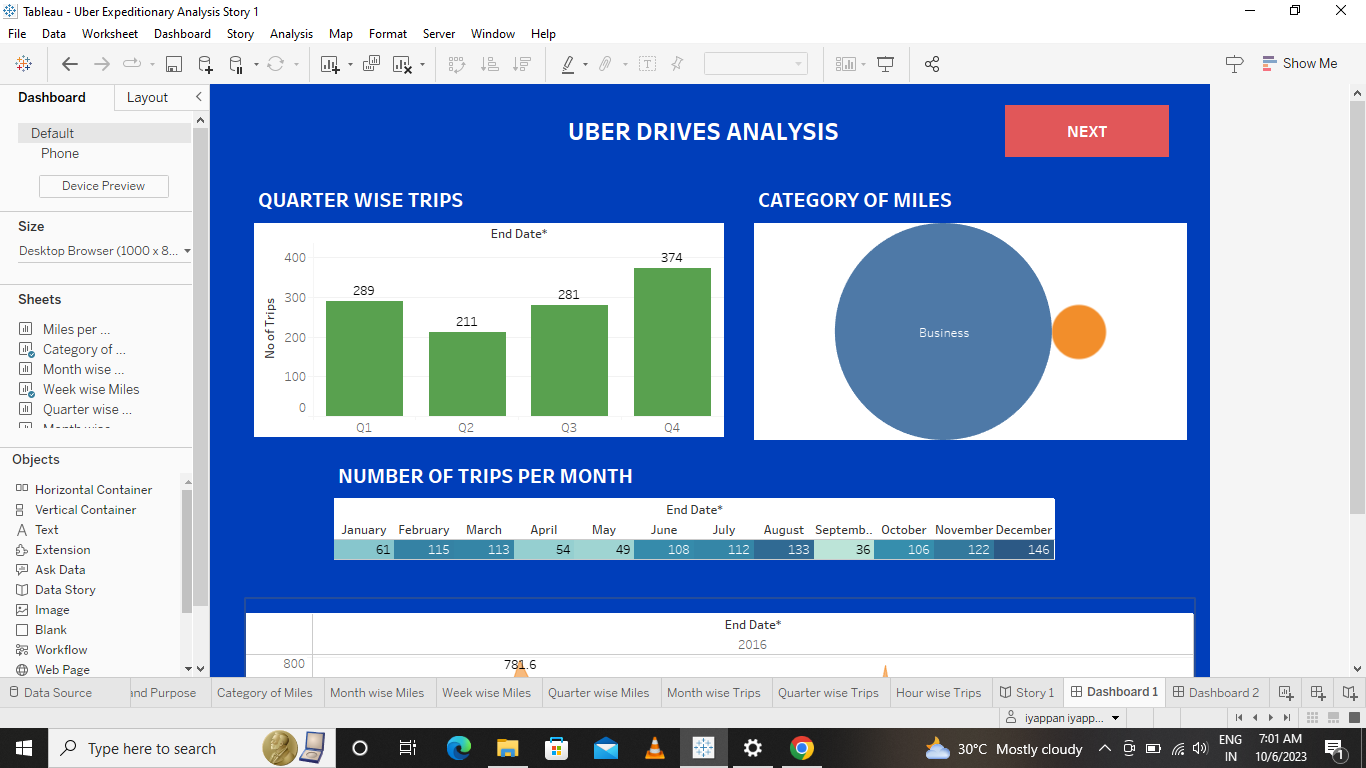 Tableau - Uber Expeditionary Analysis Story 1
File Data Worksheet Dashboard Story Analysis Map Format Server Window Help
Show Me
Dashboard Layout
Default
Phone
Device Preview
Size
Desktop Browser (1000 x 8...
Sheets
Miles per ...
Category of ...
Month wise ...
Week wise Miles
Quarter wise ...
Objects
Horizontal Container
Vertical Container
Text
Extension
Ask Data
Data Story
Image
Blank
Workflow
Web Page
UBER DRIVES ANALYSIS
NEXT
QUARTER WISE TRIPS
End Date*
No of Trips
400
300
200
100
0
289
211
281
374
Q1 Q2 Q3 Q4
CATEGORY OF MILES
Business
NUMBER OF TRIPS PER MONTH
End Date*
January February March April May June July August Septemb.. October November December
61 115 113 54 49 108 112 133 36 106 122 146
End Date*
2016
800
781.6
Data Source and Purpose Category of Miles Month wise Miles Week wise Miles Quarter wise Miles Month wise Trips Quarter wise Trips Hour wise Trips Story 1 Dashboard 1 Dashboard 2
iyappan iyapp...
Type here to search
30°C Mostly cloudy
ENG
IN
7:01 AM
10/6/2023
1